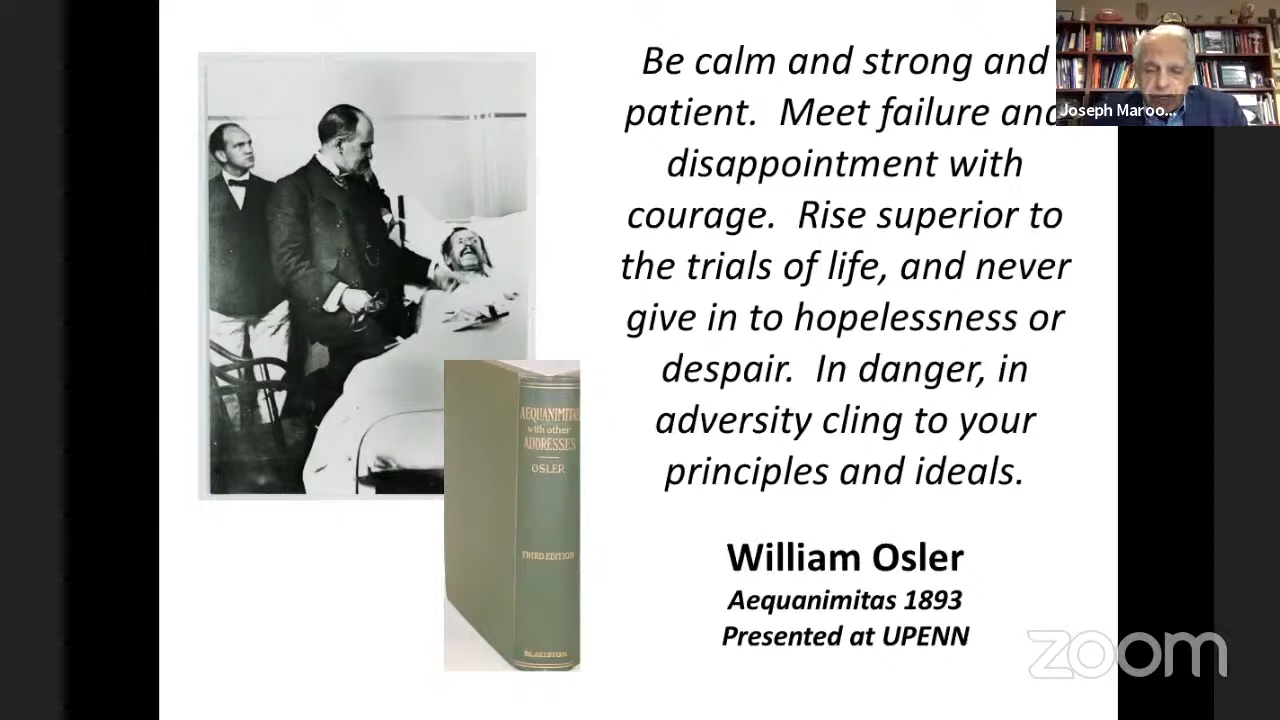 Be calm and strong and
patient. Meet failure and
disappointment with
courage. Rise superior to
the trials of life, and never
give in to hopelessness or
despair. In danger, in
adversity cling to your
principles and ideals.
William Osler
Aequanimitas 1893
Presented at UPENN
AEQUANIMITAS
with other
ADDRESSES
OSLER
THIRD EDITION
BLAKISTON
Joseph Maroo...
zoom